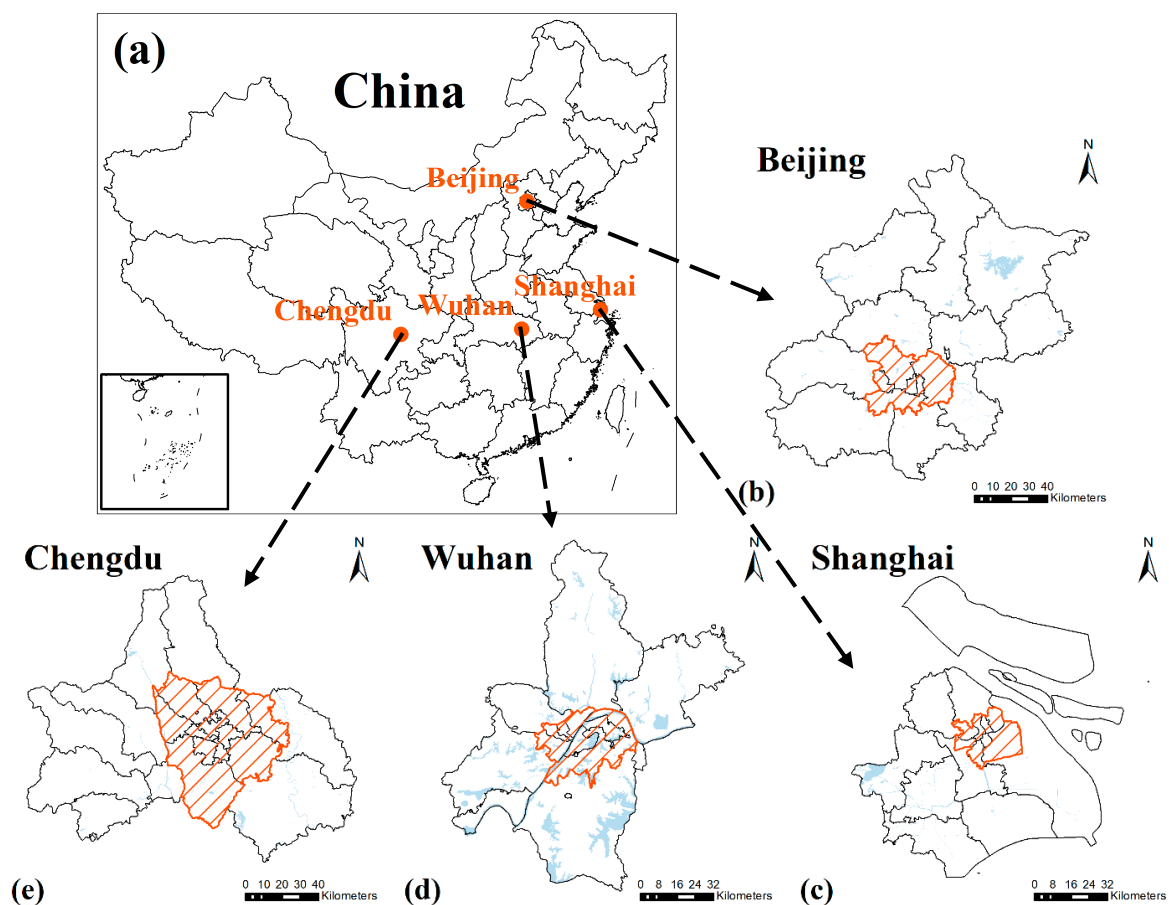 (a)
China
Beijing
Shanghai
Wuhan
Chengdu
Beijing
N
(b)
0 10 20 30 40
Kilometers
Chengdu
N
Wuhan
N
Shanghai
N
(e)
0 10 20 30 40
Kilometers
(d)
0 8 16 24 32
Kilometers
(c)
0 8 16 24 32
Kilometers